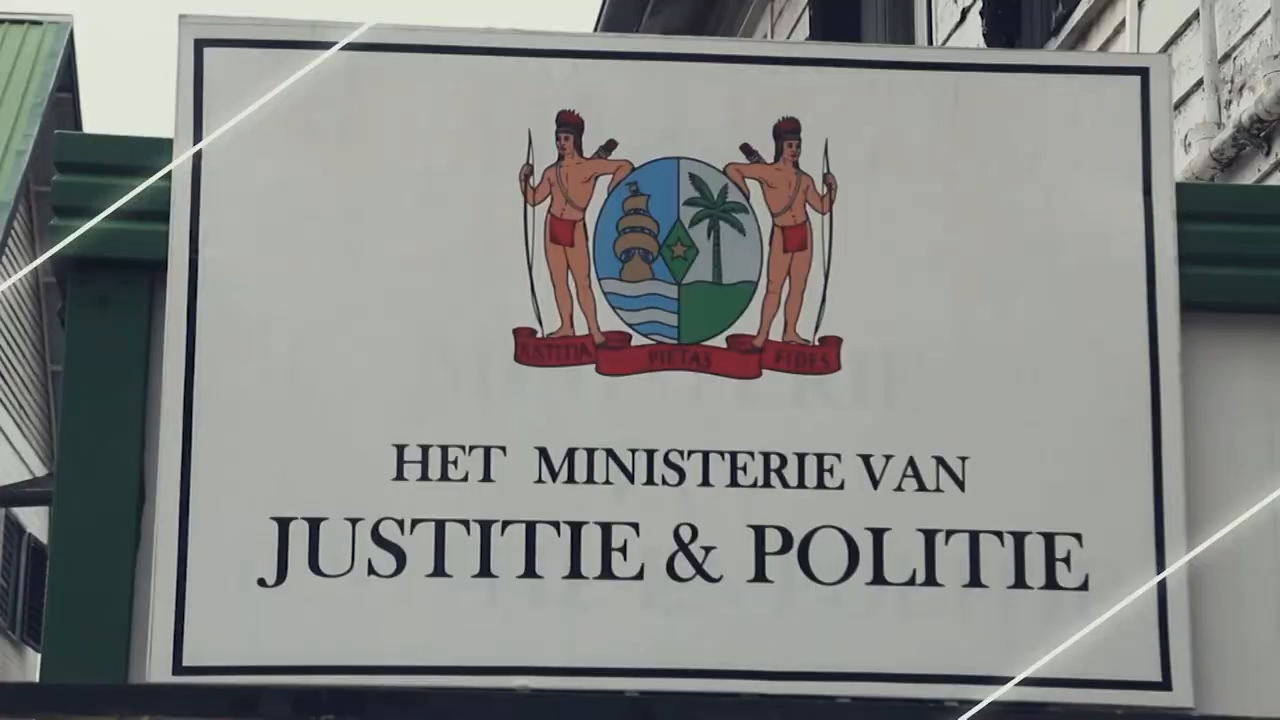 JUSTITIA PIETAS FIDES
HET MINISTERIE VAN
JUSTITIE & POLITIE